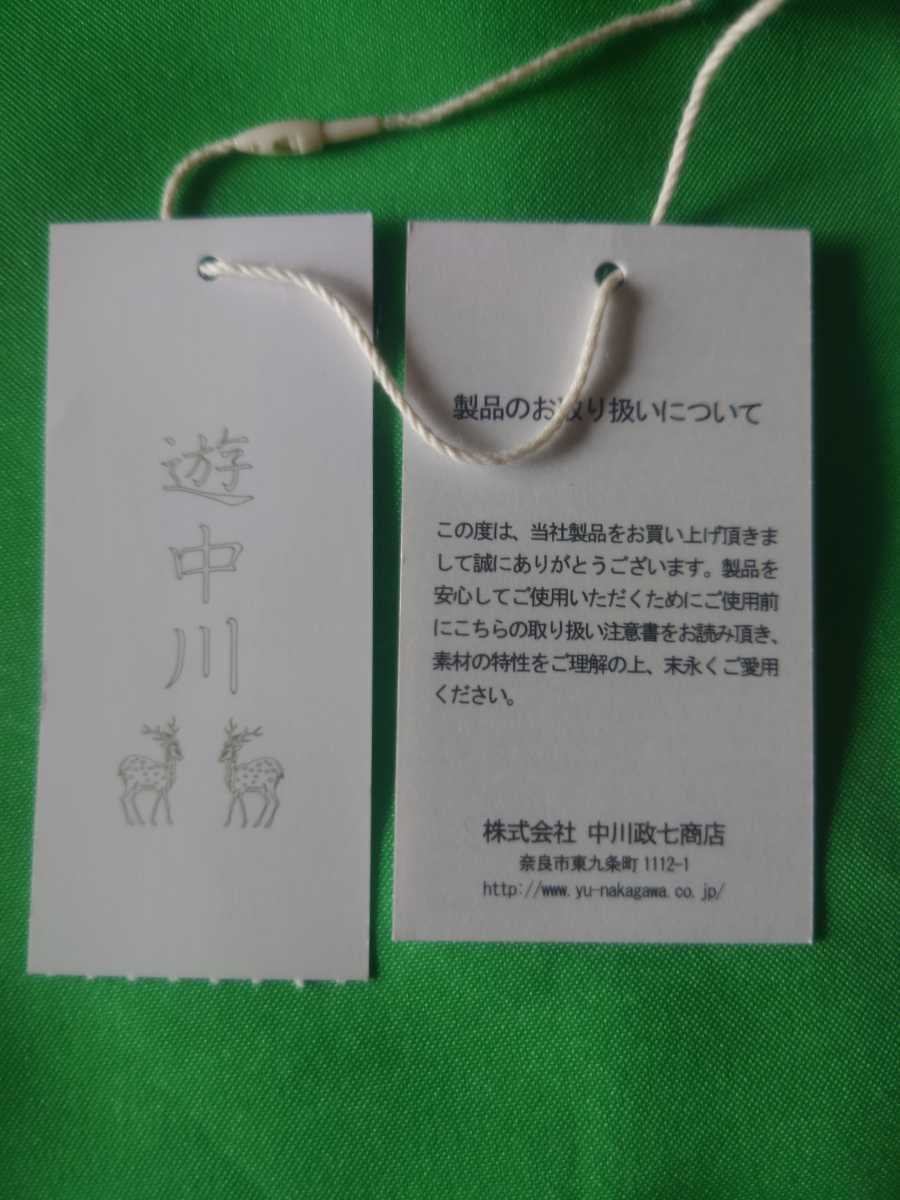 遊中川
製品のお取り扱いについて
この度は、当社製品をお買い上げ頂きま
して誠にありがとうございます。製品を
安心してご使用いただくためにご使用前
にこちらの取り扱い注意書をお読み頂き、
素材の特性をご理解の上、末永くご愛用
ください。
株式会社 中川政七商店
奈良市東九条町1112-1
http://www.yu-nakagawa.co.jp/